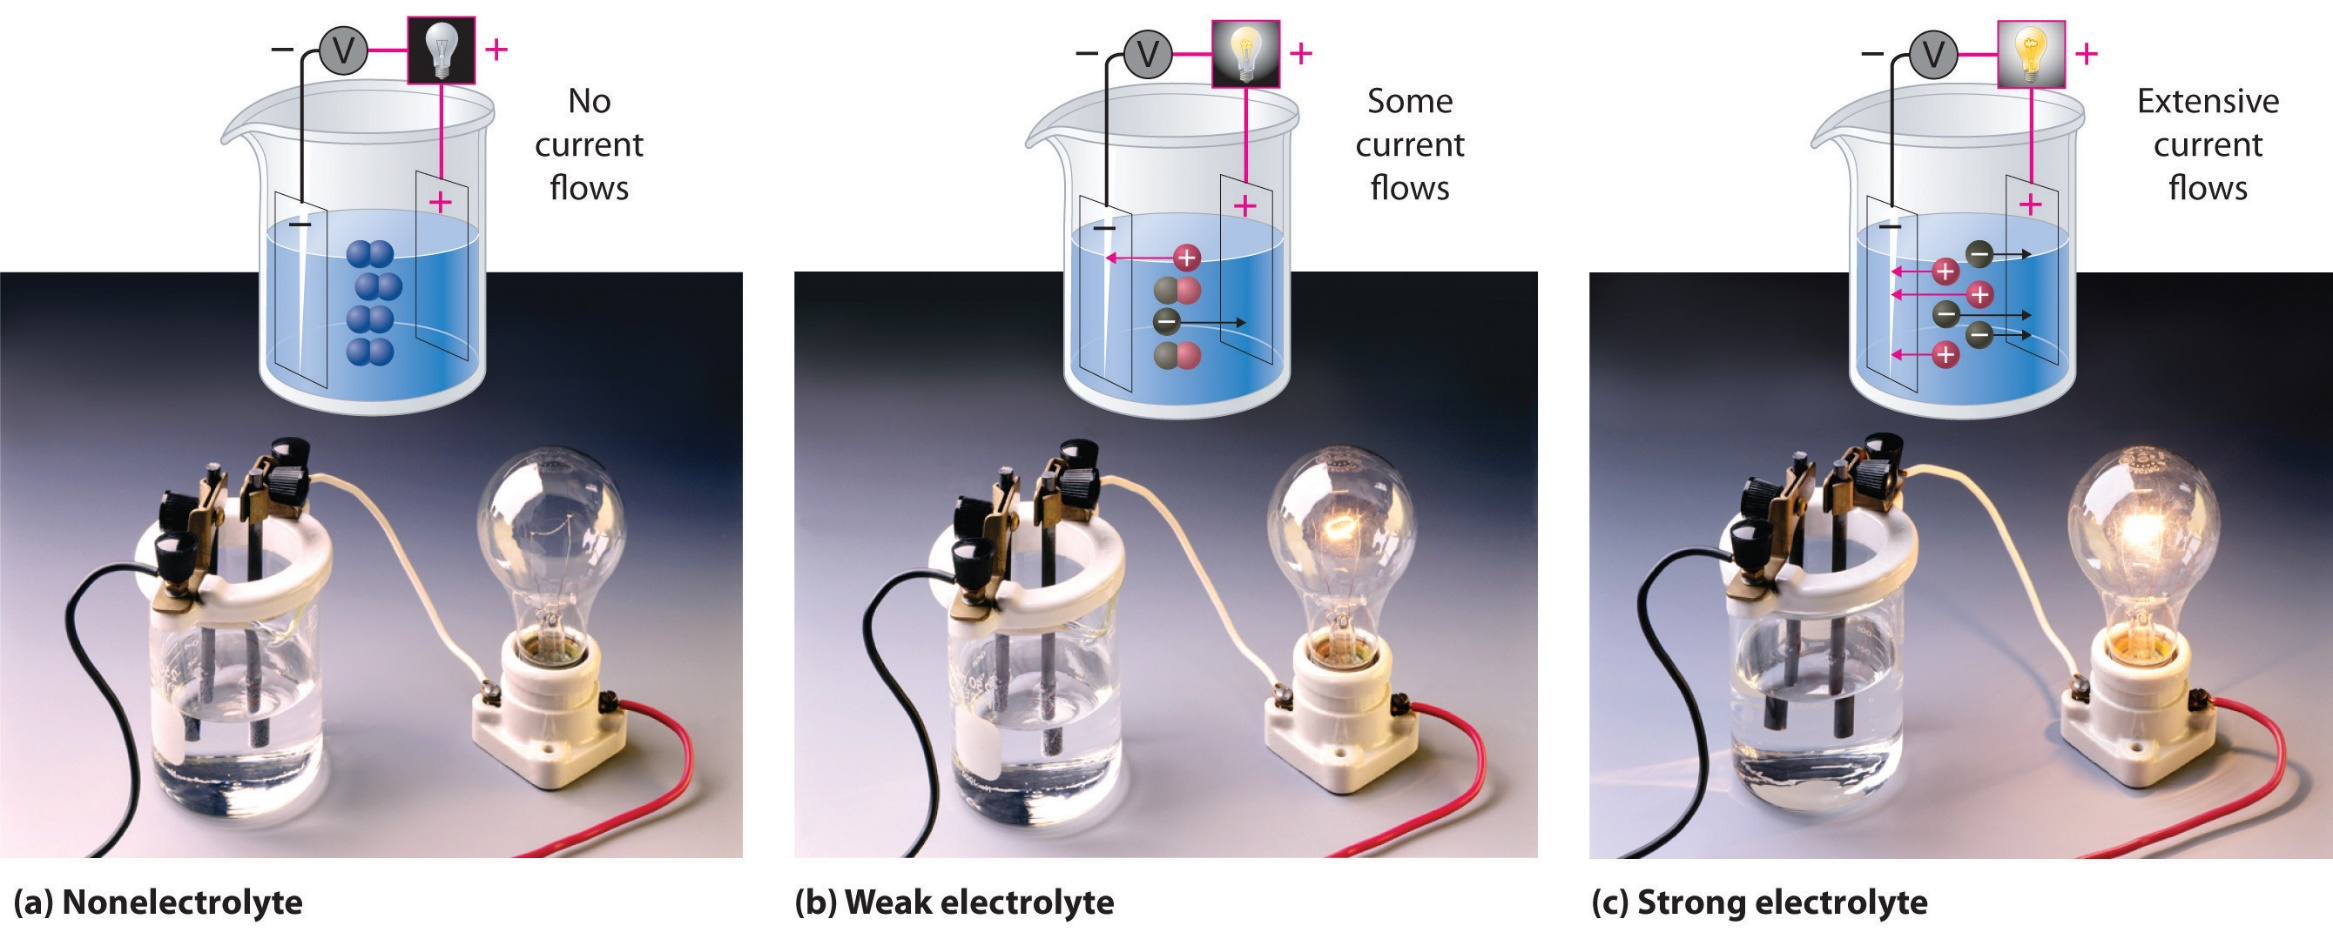 − V +
No
current
flows
− +
− V +
Some
current
flows
− +
+
−
− V +
Extensive
current
flows
− +
−
+
+
−
−
+
(a) Nonelectrolyte
(b) Weak electrolyte
(c) Strong electrolyte